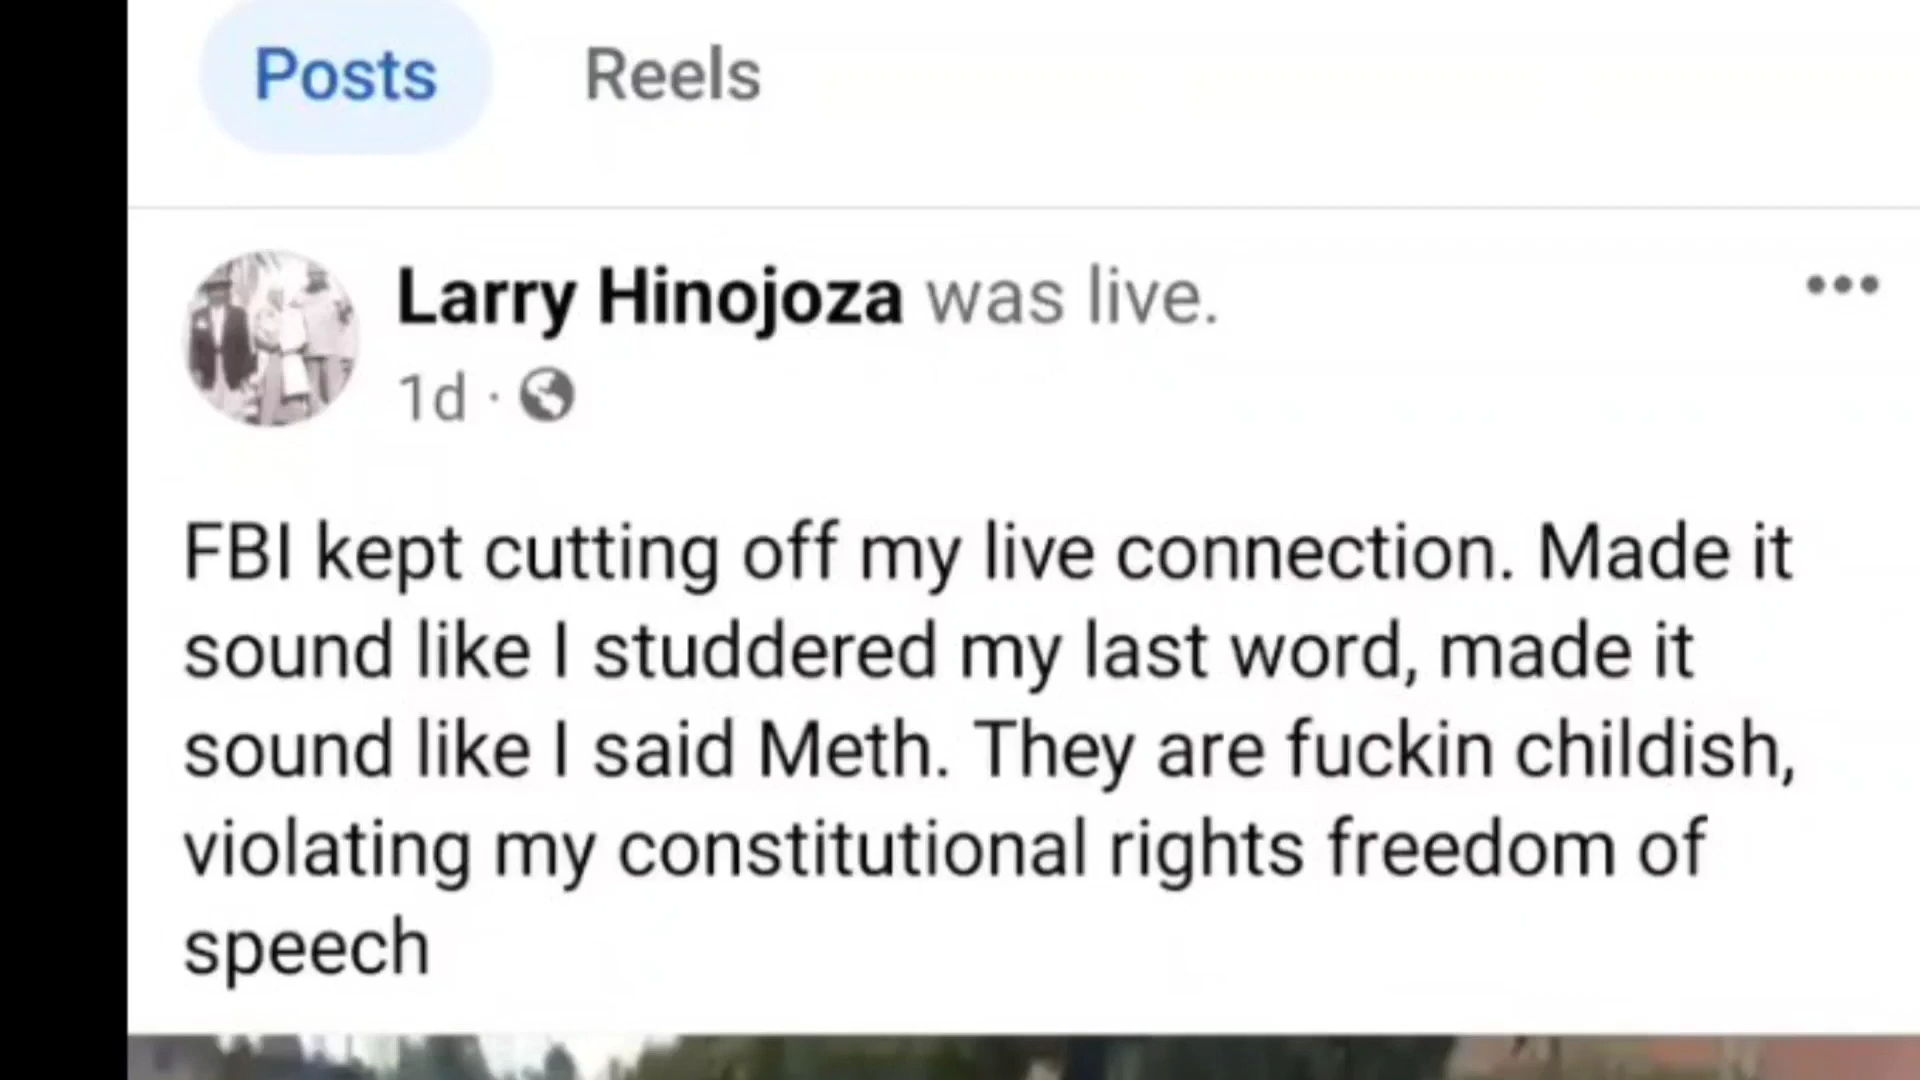 Posts Reels
Larry Hinojoza was live.
1d ·
FBI kept cutting off my live connection. Made it
sound like I studdered my last word, made it
sound like I said Meth. They are fuckin childish,
violating my constitutional rights freedom of
speech